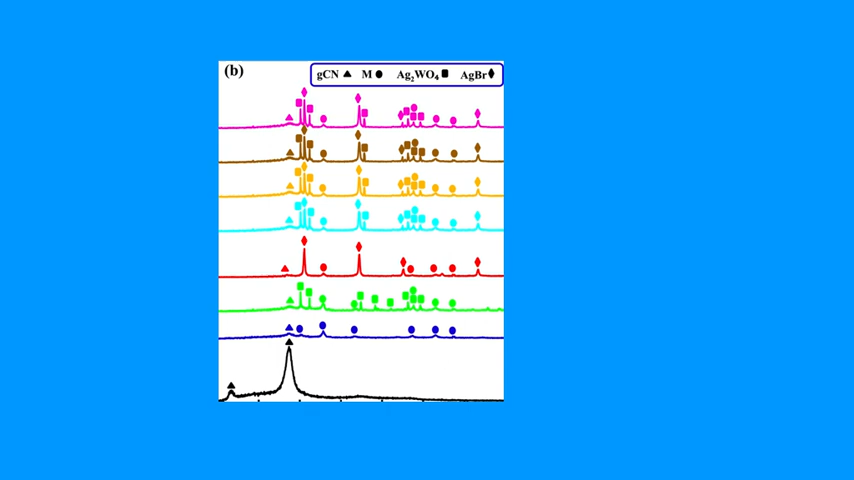 (b)
gCN ▲ M ● Ag₂WO₄ ■ AgBr ♦